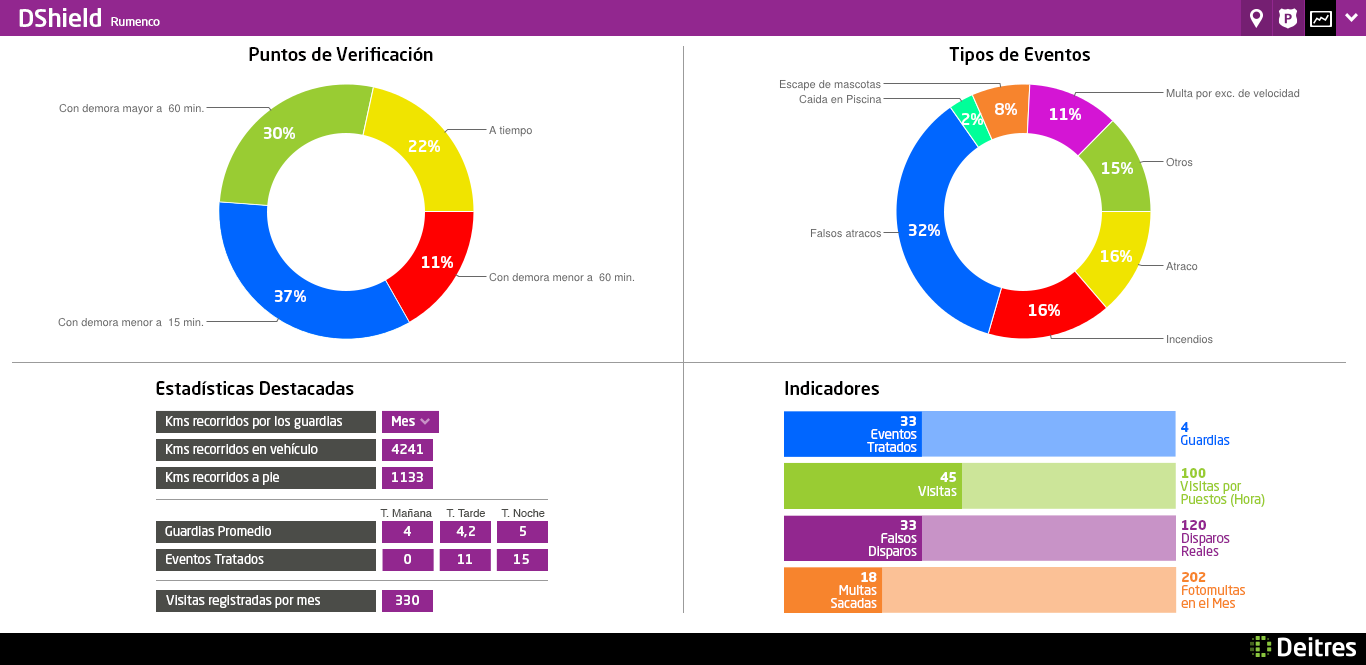 DShield Rumenco
P
Puntos de Verificación
Con demora mayor a 60 min.
30%
22%
A tiempo
11%
Con demora menor a 60 min.
37%
Con demora menor a 15 min.
Tipos de Eventos
Escape de mascotas
Caida en Piscina
2%
8%
11%
Multa por exc. de velocidad
15%
Otros
Falsos atracos
32%
16%
Atraco
16%
Incendios
Estadísticas Destacadas
Kms recorridos por los guardias Mes
Kms recorridos en vehículo 4241
Kms recorridos a pie 1133
T. Mañana T. Tarde T. Noche
Guardias Promedio 4 4,2 5
Eventos Tratados 0 11 15
Visitas registradas por mes 330
Indicadores
33
Eventos
Tratados
4
Guardias
45
Visitas
100
Visitas por
Puestos (Hora)
33
Falsos
Disparos
120
Disparos
Reales
18
Multas
Sacadas
202
Fotomultas
en el Mes
Deitres